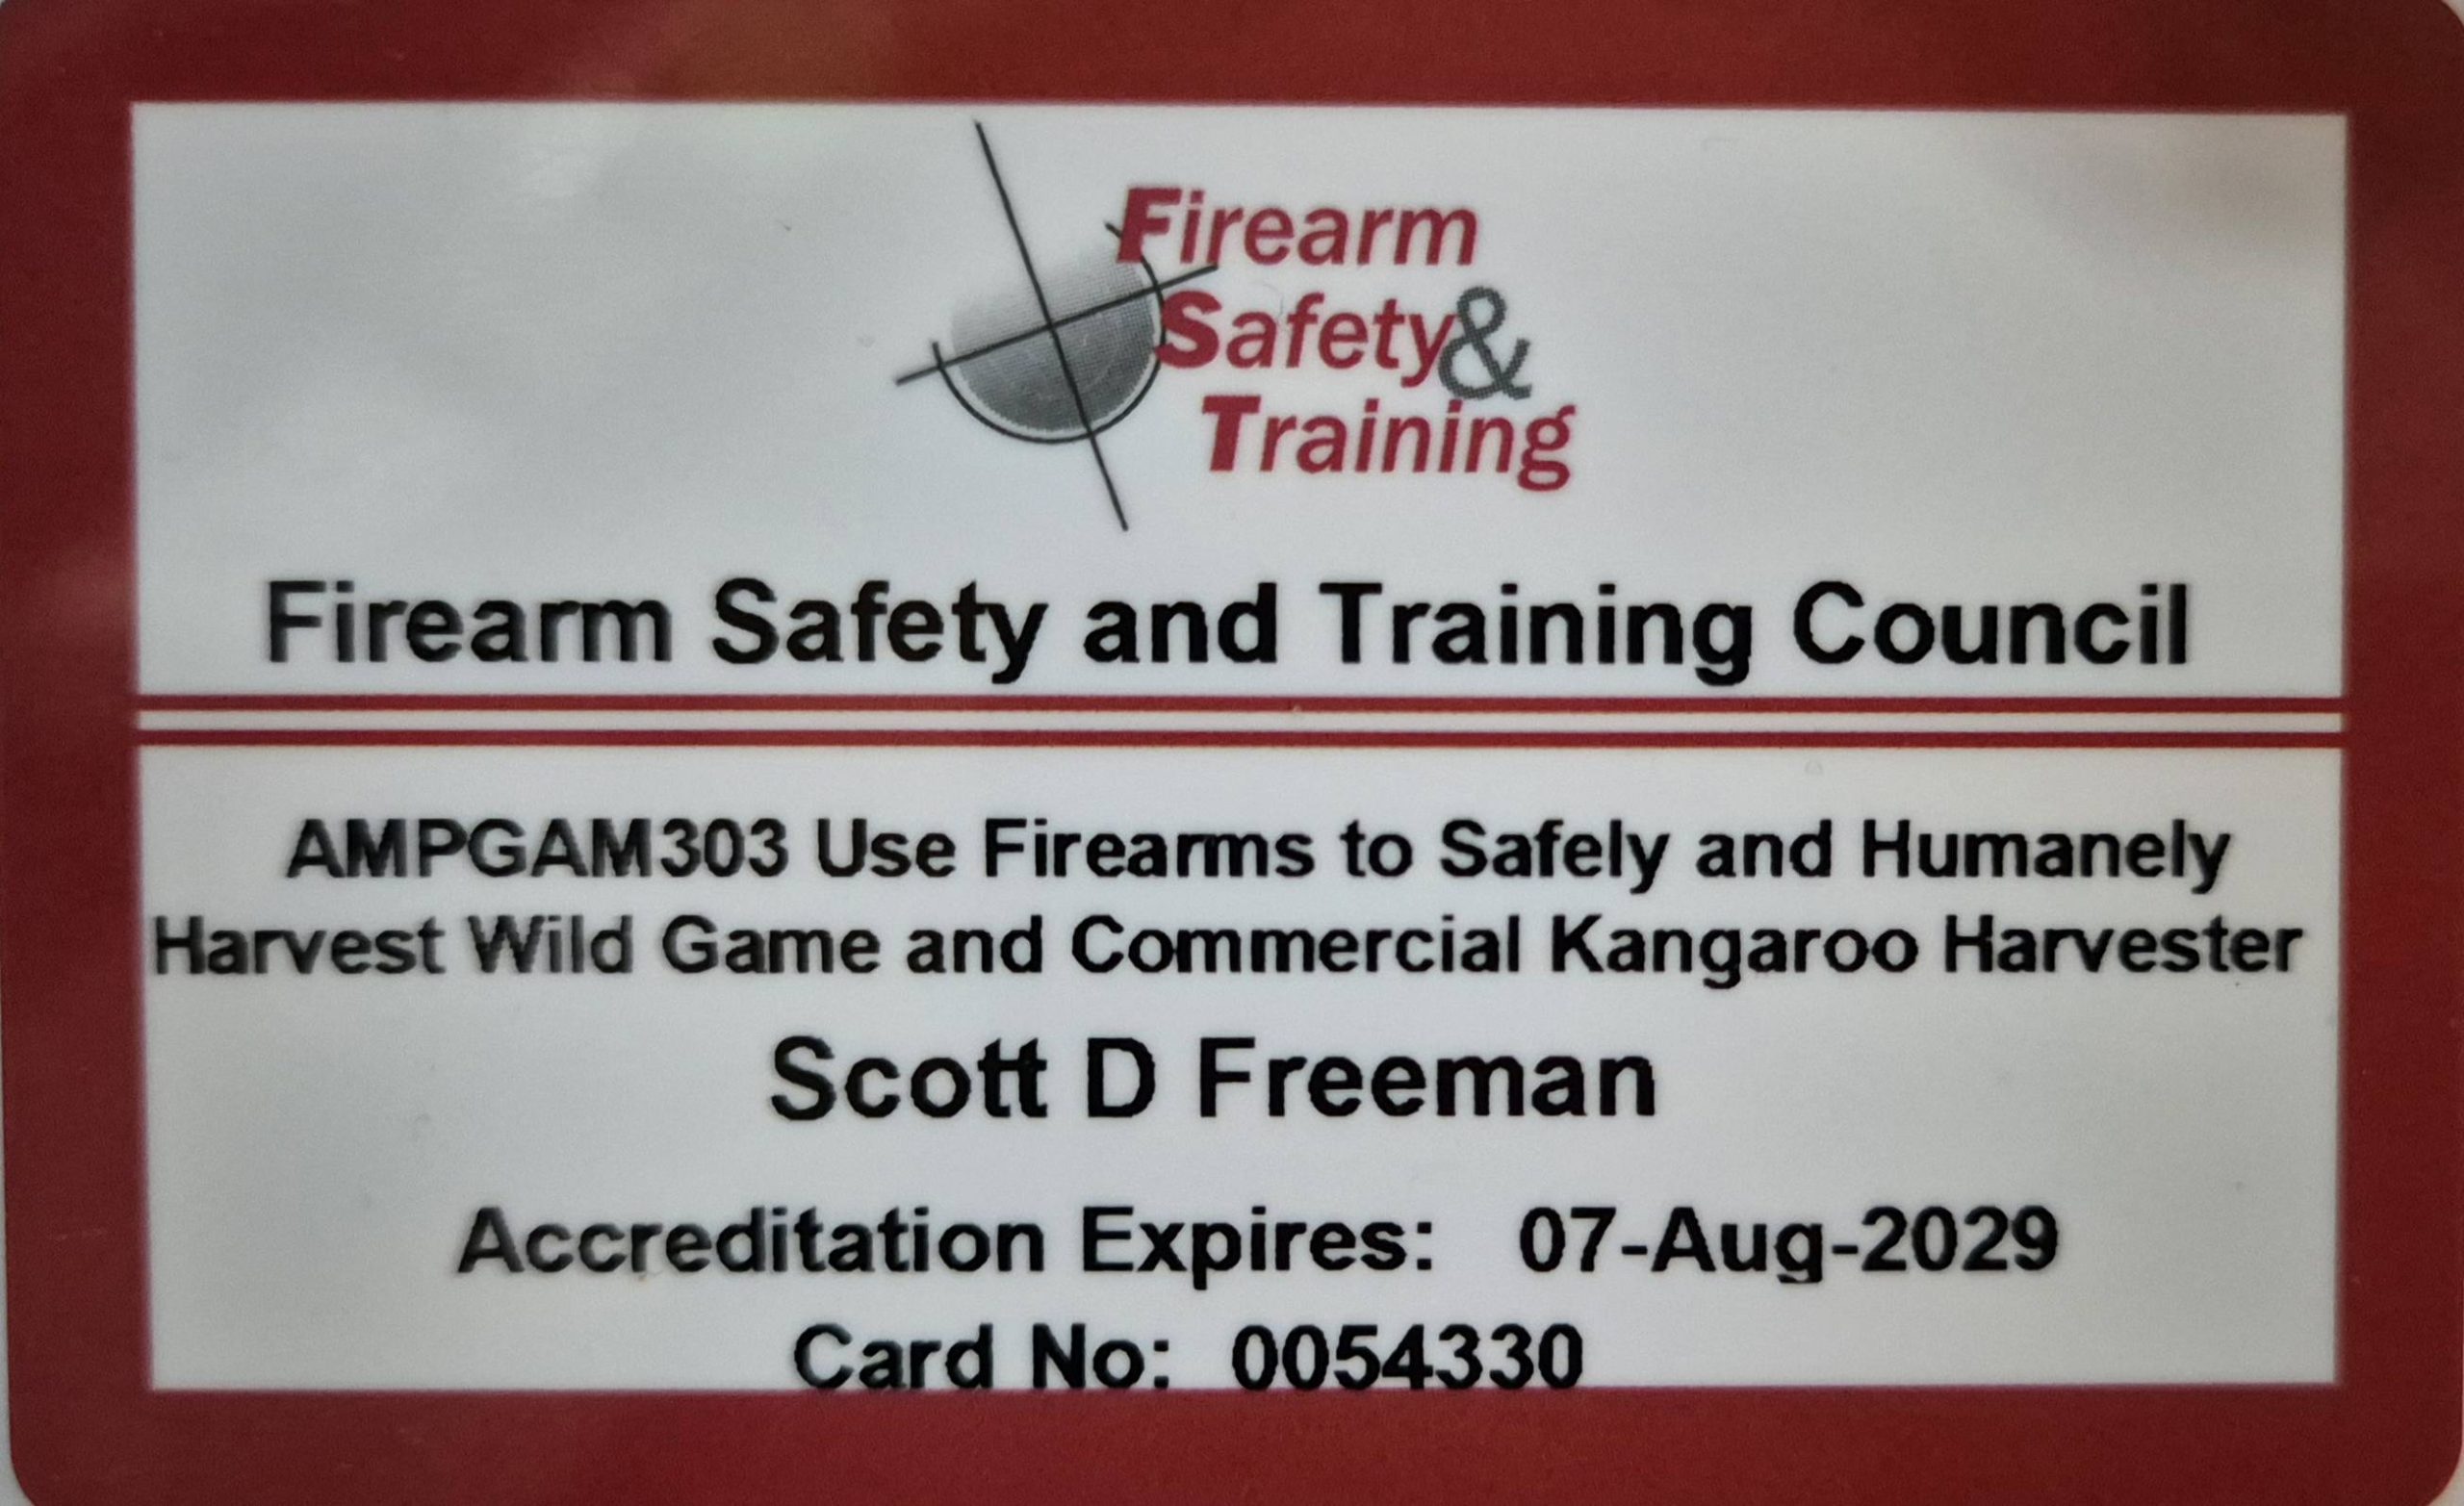 Firearm
Safety &
Training
Firearm Safety and Training Council
AMPGAM303 Use Firearms to Safely and Humanely
Harvest Wild Game and Commercial Kangaroo Harvester
Scott D Freeman
Accreditation Expires: 07-Aug-2029
Card No: 0054330